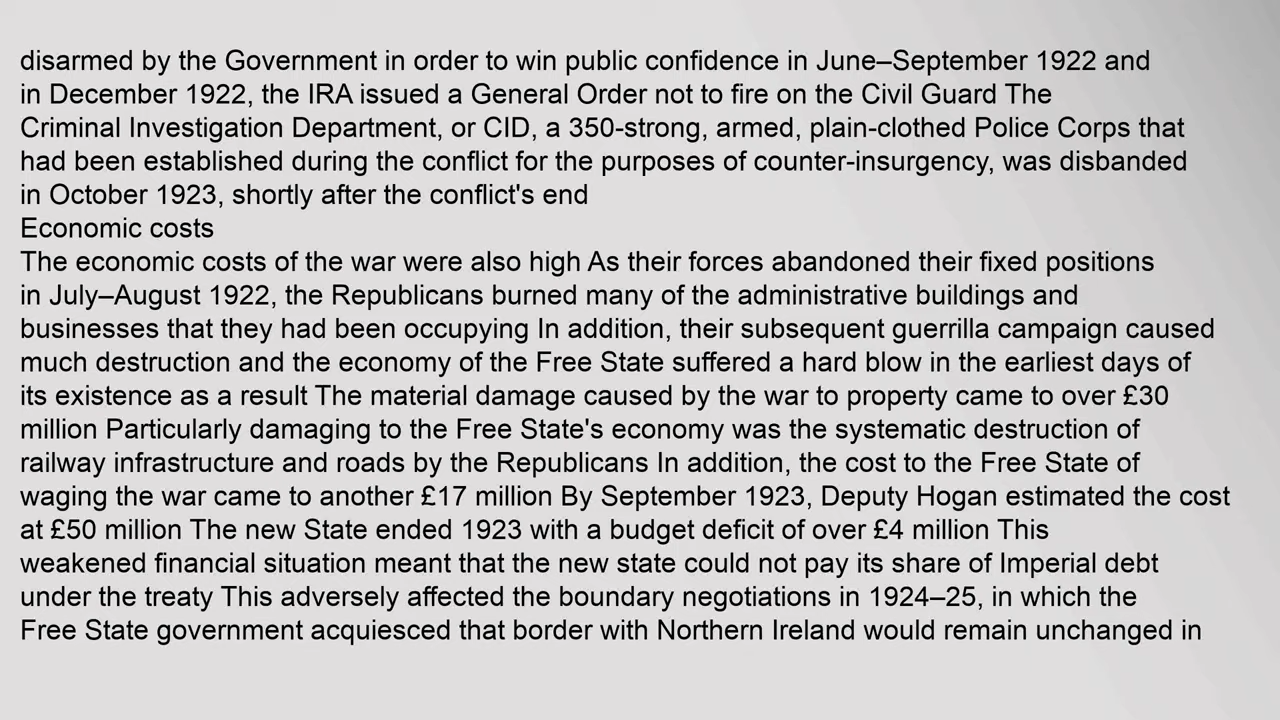 disarmed by the Government in order to win public confidence in June–September 1922 and
in December 1922, the IRA issued a General Order not to fire on the Civil Guard The
Criminal Investigation Department, or CID, a 350-strong, armed, plain-clothed Police Corps that
had been established during the conflict for the purposes of counter-insurgency, was disbanded
in October 1923, shortly after the conflict's end
Economic costs
The economic costs of the war were also high As their forces abandoned their fixed positions
in July–August 1922, the Republicans burned many of the administrative buildings and
businesses that they had been occupying In addition, their subsequent guerrilla campaign caused
much destruction and the economy of the Free State suffered a hard blow in the earliest days of
its existence as a result The material damage caused by the war to property came to over £30
million Particularly damaging to the Free State's economy was the systematic destruction of
railway infrastructure and roads by the Republicans In addition, the cost to the Free State of
waging the war came to another £17 million By September 1923, Deputy Hogan estimated the cost
at £50 million The new State ended 1923 with a budget deficit of over £4 million This
weakened financial situation meant that the new state could not pay its share of Imperial debt
under the treaty This adversely affected the boundary negotiations in 1924–25, in which the
Free State government acquiesced that border with Northern Ireland would remain unchanged in